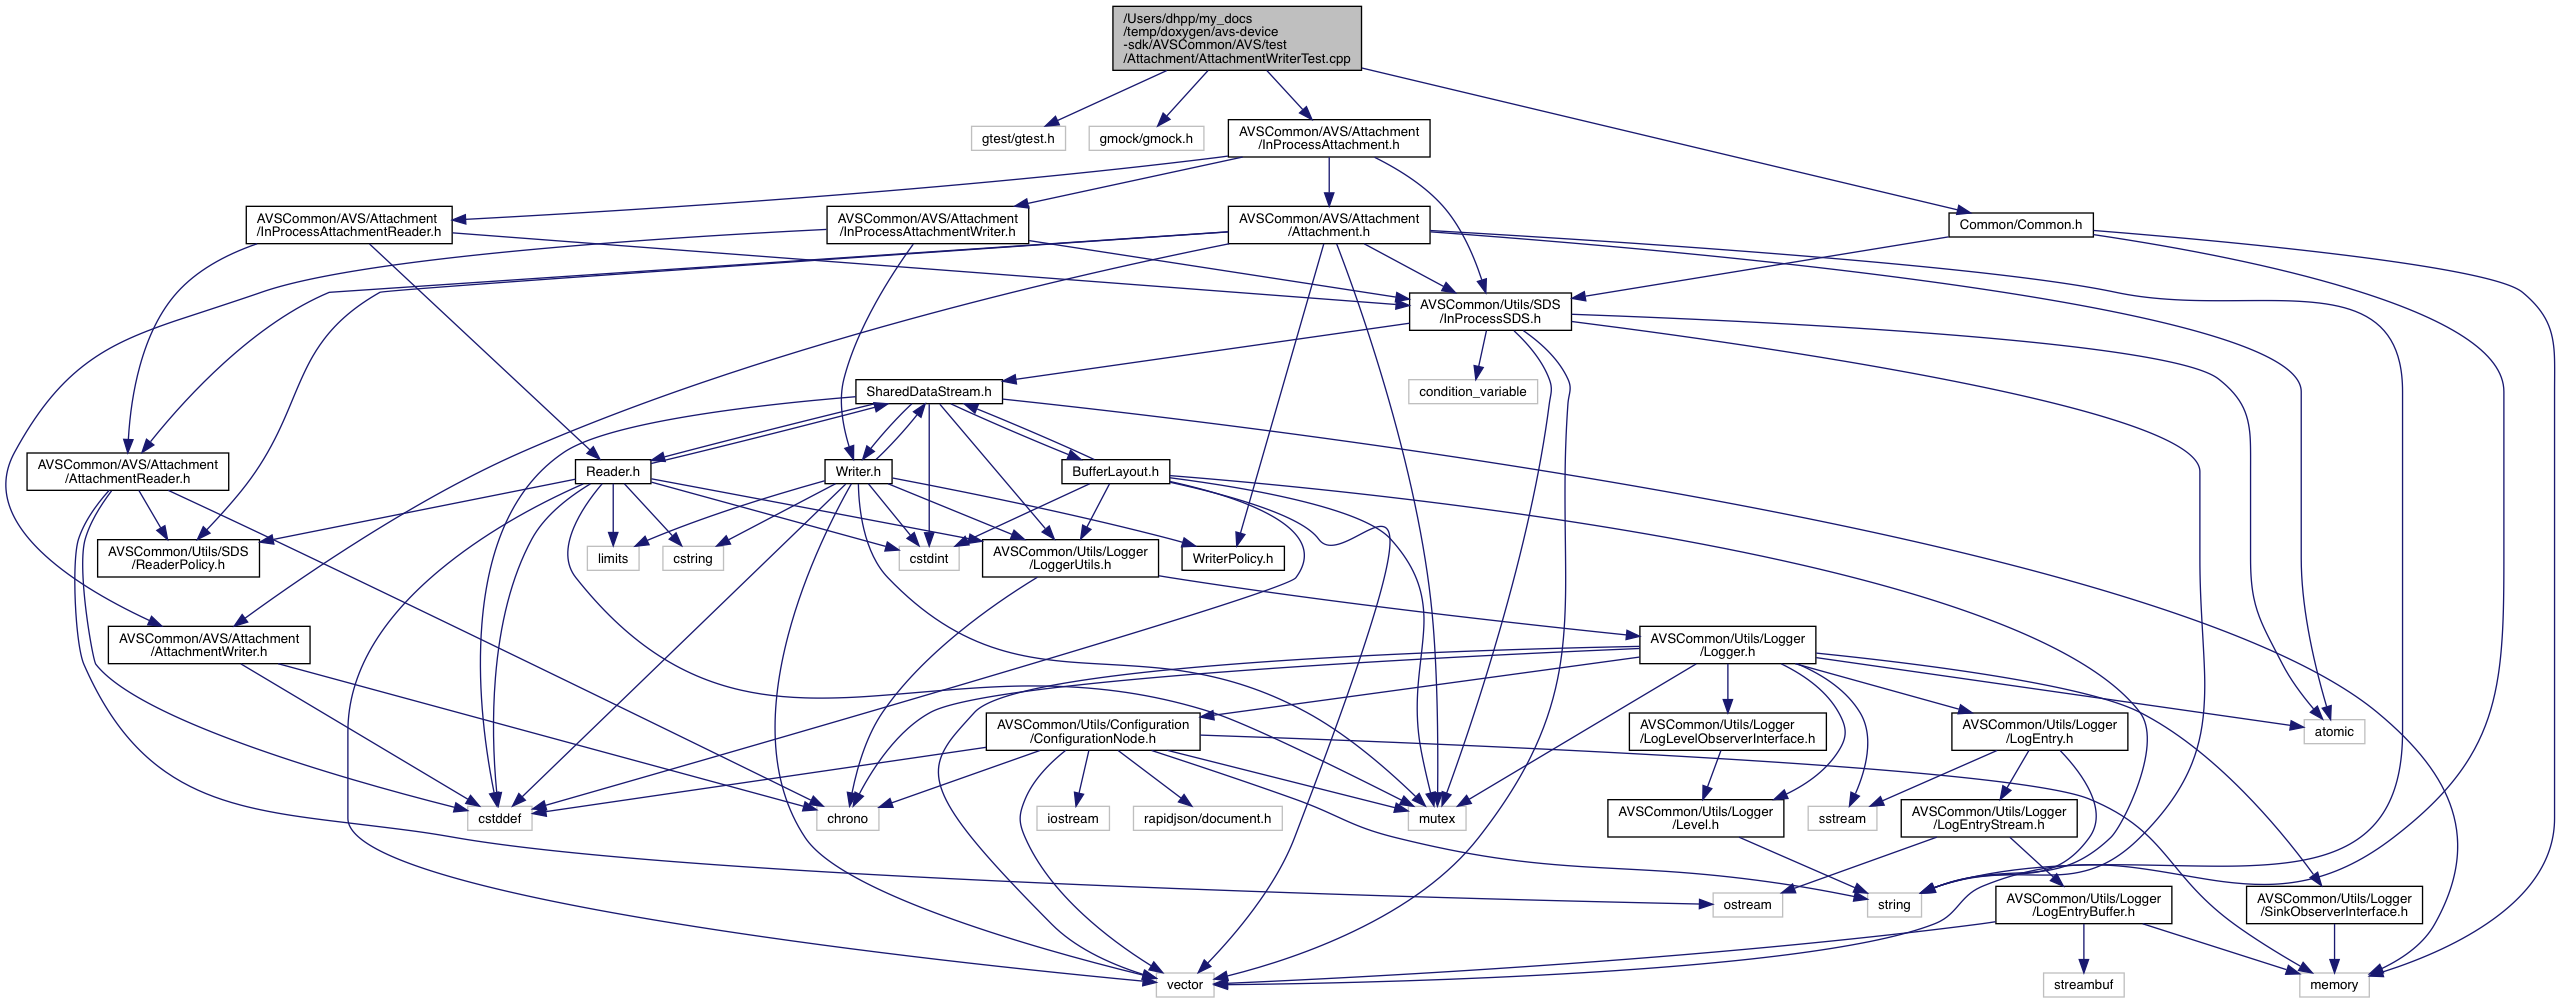 /Users/dhpp/my_docs
/temp/doxygen/avs-device
-sdk/AVSCommon/AVS/test
/Attachment/AttachmentWriterTest.cpp
gtest/gtest.h
gmock/gmock.h
AVSCommon/AVS/Attachment
/InProcessAttachment.h
AVSCommon/AVS/Attachment
/InProcessAttachmentReader.h
AVSCommon/AVS/Attachment
/InProcessAttachmentWriter.h
AVSCommon/AVS/Attachment
/Attachment.h
Common/Common.h
AVSCommon/Utils/SDS
/InProcessSDS.h
SharedDataStream.h
condition_variable
AVSCommon/AVS/Attachment
/AttachmentReader.h
Reader.h
Writer.h
BufferLayout.h
AVSCommon/Utils/SDS
/ReaderPolicy.h
limits
cstring
cstdint
AVSCommon/Utils/Logger
/LoggerUtils.h
WriterPolicy.h
AVSCommon/AVS/Attachment
/AttachmentWriter.h
AVSCommon/Utils/Logger
/Logger.h
AVSCommon/Utils/Configuration
/ConfigurationNode.h
AVSCommon/Utils/Logger
/LogLevelObserverInterface.h
AVSCommon/Utils/Logger
/LogEntry.h
atomic
cstddef
chrono
iostream
rapidjson/document.h
mutex
AVSCommon/Utils/Logger
/Level.h
sstream
AVSCommon/Utils/Logger
/LogEntryStream.h
ostream
string
AVSCommon/Utils/Logger
/LogEntryBuffer.h
AVSCommon/Utils/Logger
/SinkObserverInterface.h
vector
streambuf
memory